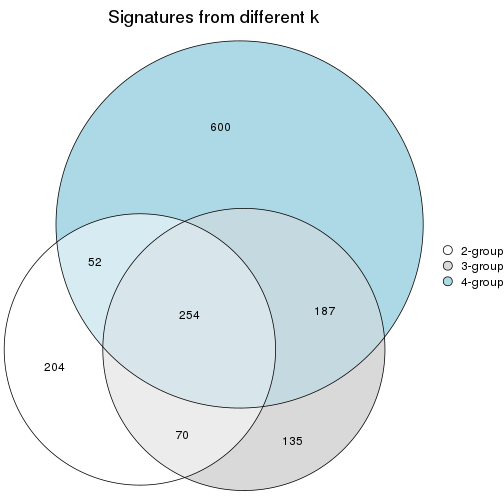 Signatures from different k
600
52
254
187
204
70
135
2-group
3-group
4-group